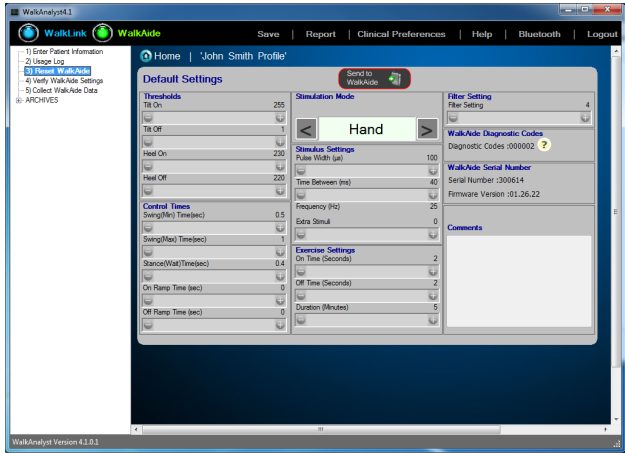 WalkAnalyst4.1
WalkLink WalkAide Save | Report | Clinical Preferences | Help | Bluetooth | Logout
1) Enter Patient Information
2) Usage Log
3) Reset WalkAide
4) Verify WalkAide Settings
5) Collect WalkAide Data
ARCHIVES
Home | 'John Smith Profile'
Default Settings
Send to
WalkAide
Thresholds
Tilt On 255
Tilt Off 1
Heel On 230
Heel Off 220
Control Times
Swing(Min) Time(sec) 0.5
Swing(Max) Time(sec) 1
Stance(Wait)Time(sec) 0.4
On Ramp Time (sec) 0
Off Ramp Time (sec) 0
Stimulation Mode
< Hand >
Stimulus Settings
Pulse Width (µs) 100
Time Between (ms) 40
Frequency (Hz) 25
Extra Stimuli 0
Exercise Settings
On Time (Seconds) 2
Off Time (Seconds) 2
Duration (Minutes) 5
Filter Setting
Filter Setting 4
WalkAide Diagnostic Codes
Diagnostic Codes :000002 ?
WalkAide Serial Number
Serial Number :300614
Firmware Version :01.26.22
Comments
WalkAnalyst Version 4.1.0.1